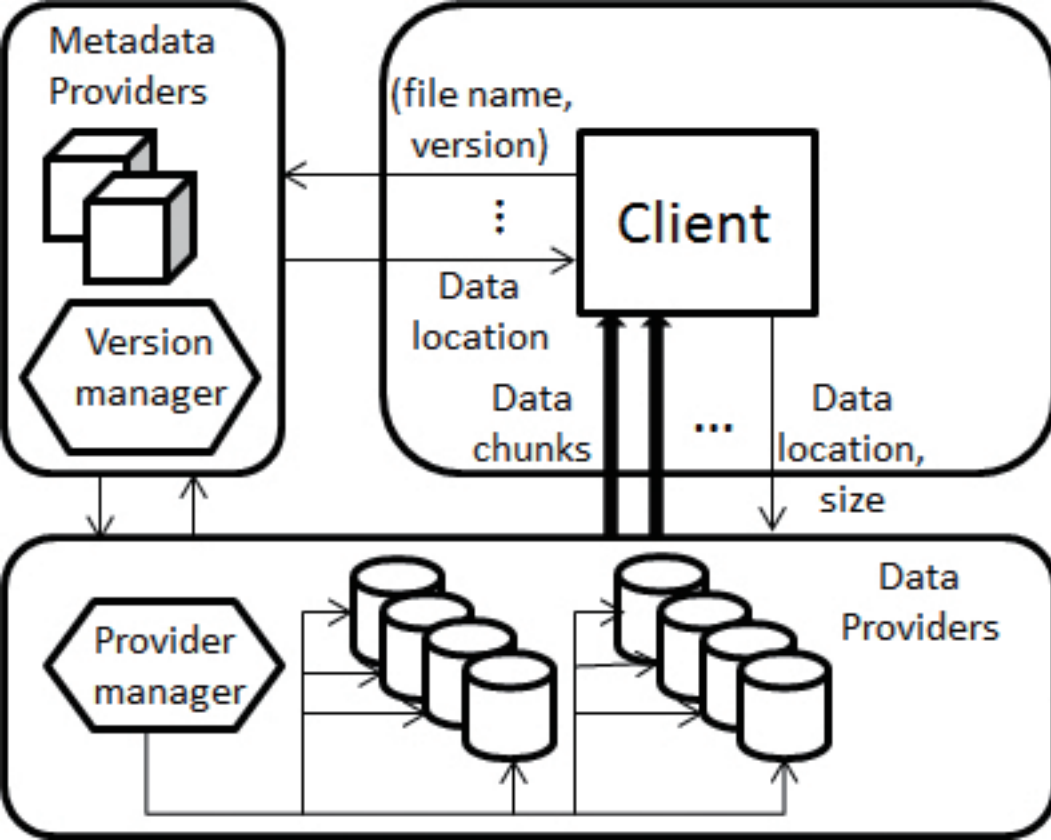 Metadata
Providers
(file name,
version)
Client
⋮
Data
location
Version
manager
Data
chunks
...
Data
location,
size
Data
Providers
Provider
manager